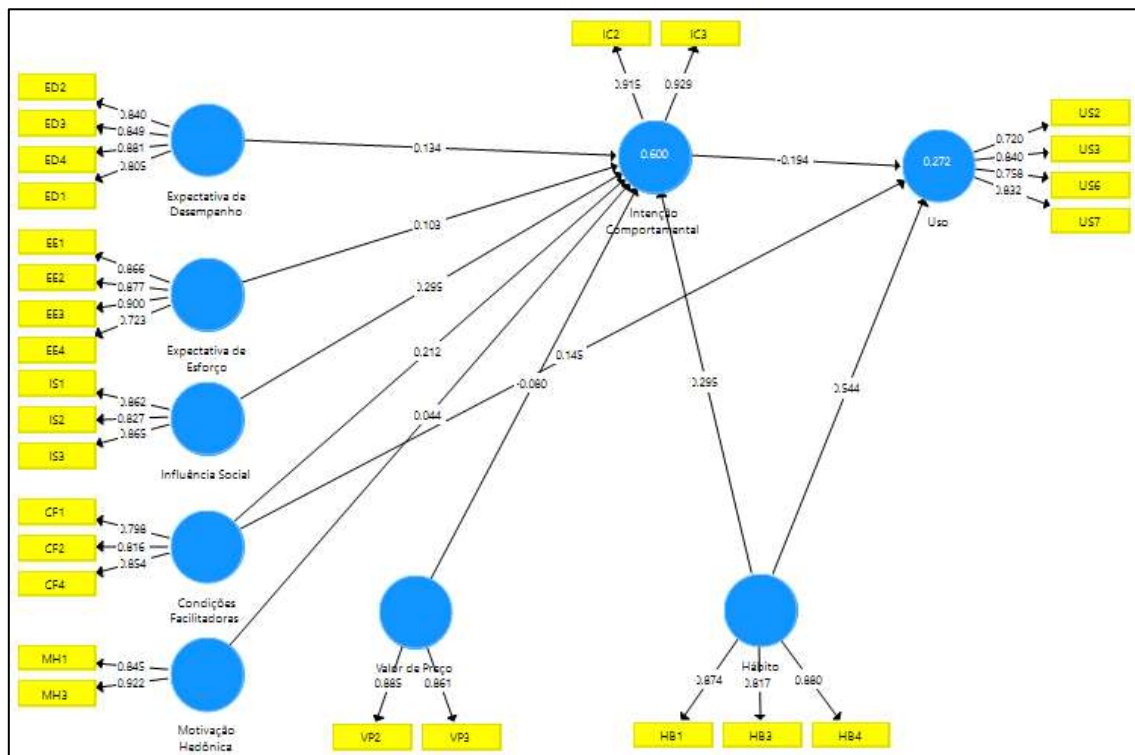 IC2
IC3
0.915
0.929
ED2
ED3
ED4
ED1
0.840
0.849
0.881
0.805
Expectativa de
Desempenho
0.134
0.600
Intenção
Comportamental
-0.194
0.272
Uso
0.720
0.840
0.758
0.832
US2
US3
US6
US7
EE1
EE2
EE3
EE4
0.866
0.877
0.900
0.723
Expectativa de
Esforço
0.103
IS1
IS2
IS3
0.862
0.827
0.865
Influência Social
0.295
CF1
CF2
CF4
0.798
0.816
0.854
Condições
Facilitadoras
0.212
0.145
MH1
MH3
0.845
0.922
Motivação
Hedônica
0.044
-0.080
0.295
0.544
Valor de Preço
0.885
0.861
VP2
VP3
Hábito
0.874
0.817
0.880
HB1
HB3
HB4